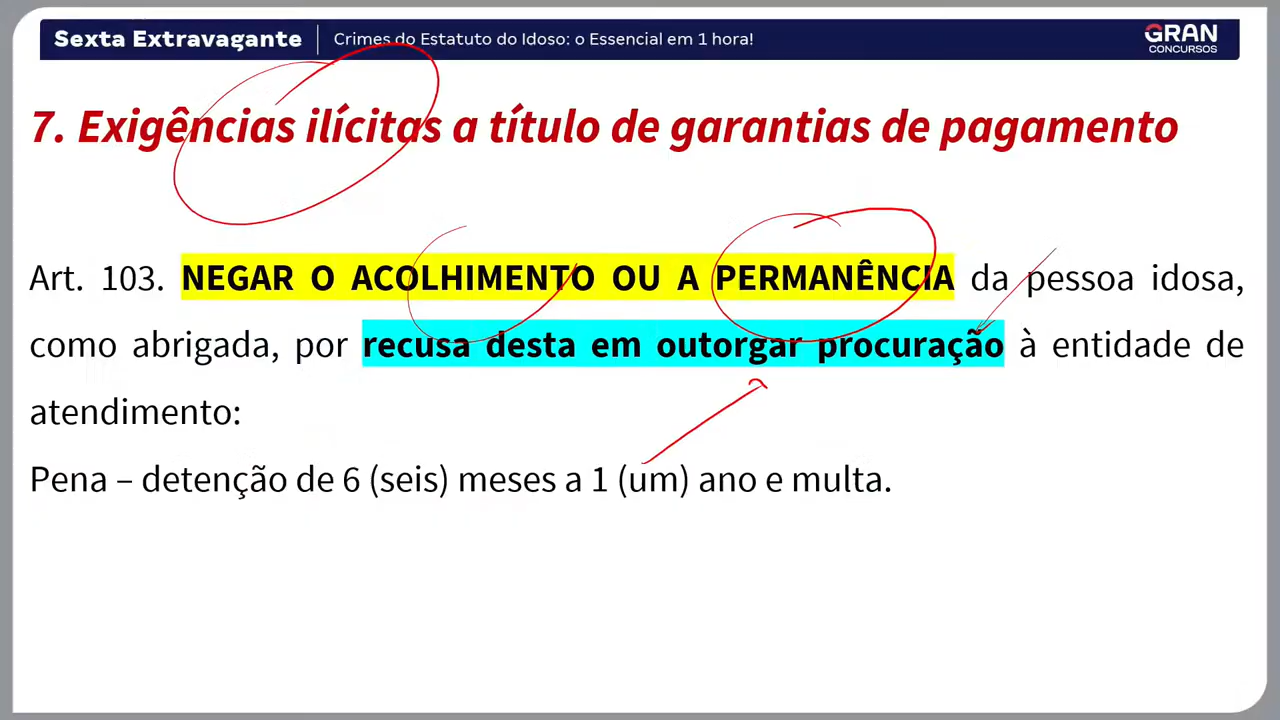 Sexta Extravagante | Crimes do Estatuto do Idoso: o Essencial em 1 hora!
GRAN
CONCURSOS
7. Exigências ilícitas a título de garantias de pagamento
Art. 103. NEGAR O ACOLHIMENTO OU A PERMANÊNCIA da pessoa idosa,
como abrigada, por recusa desta em outorgar procuração à entidade de
atendimento:
Pena – detenção de 6 (seis) meses a 1 (um) ano e multa.